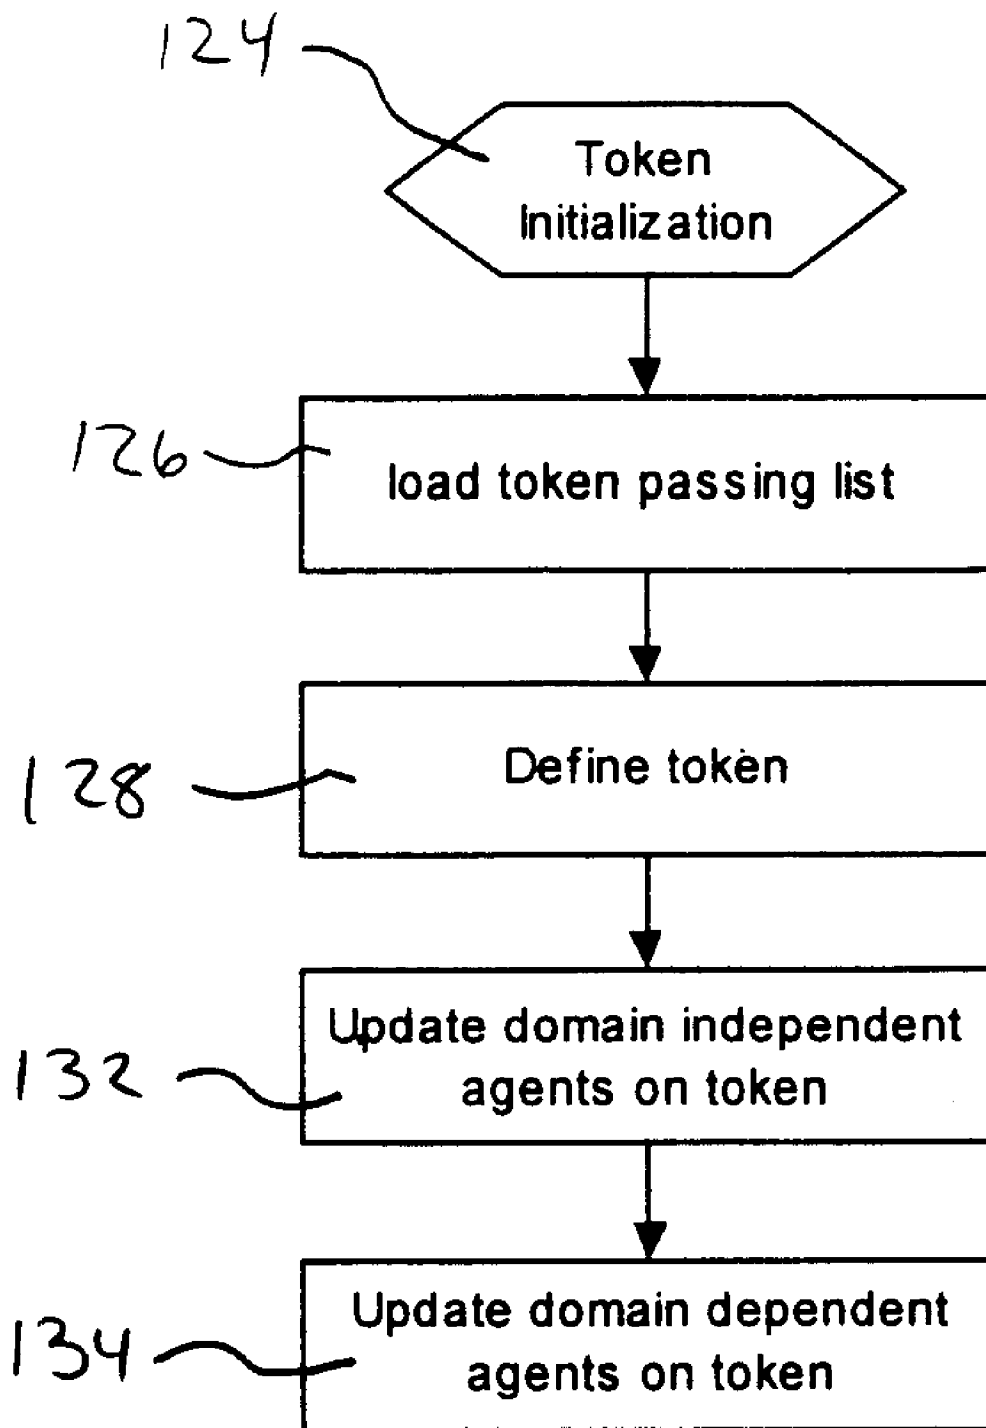 124
Token
Initialization
126
load token passing list
128
Define token
132
Update domain independent
agents on token
134
Update domain dependent
agents on token